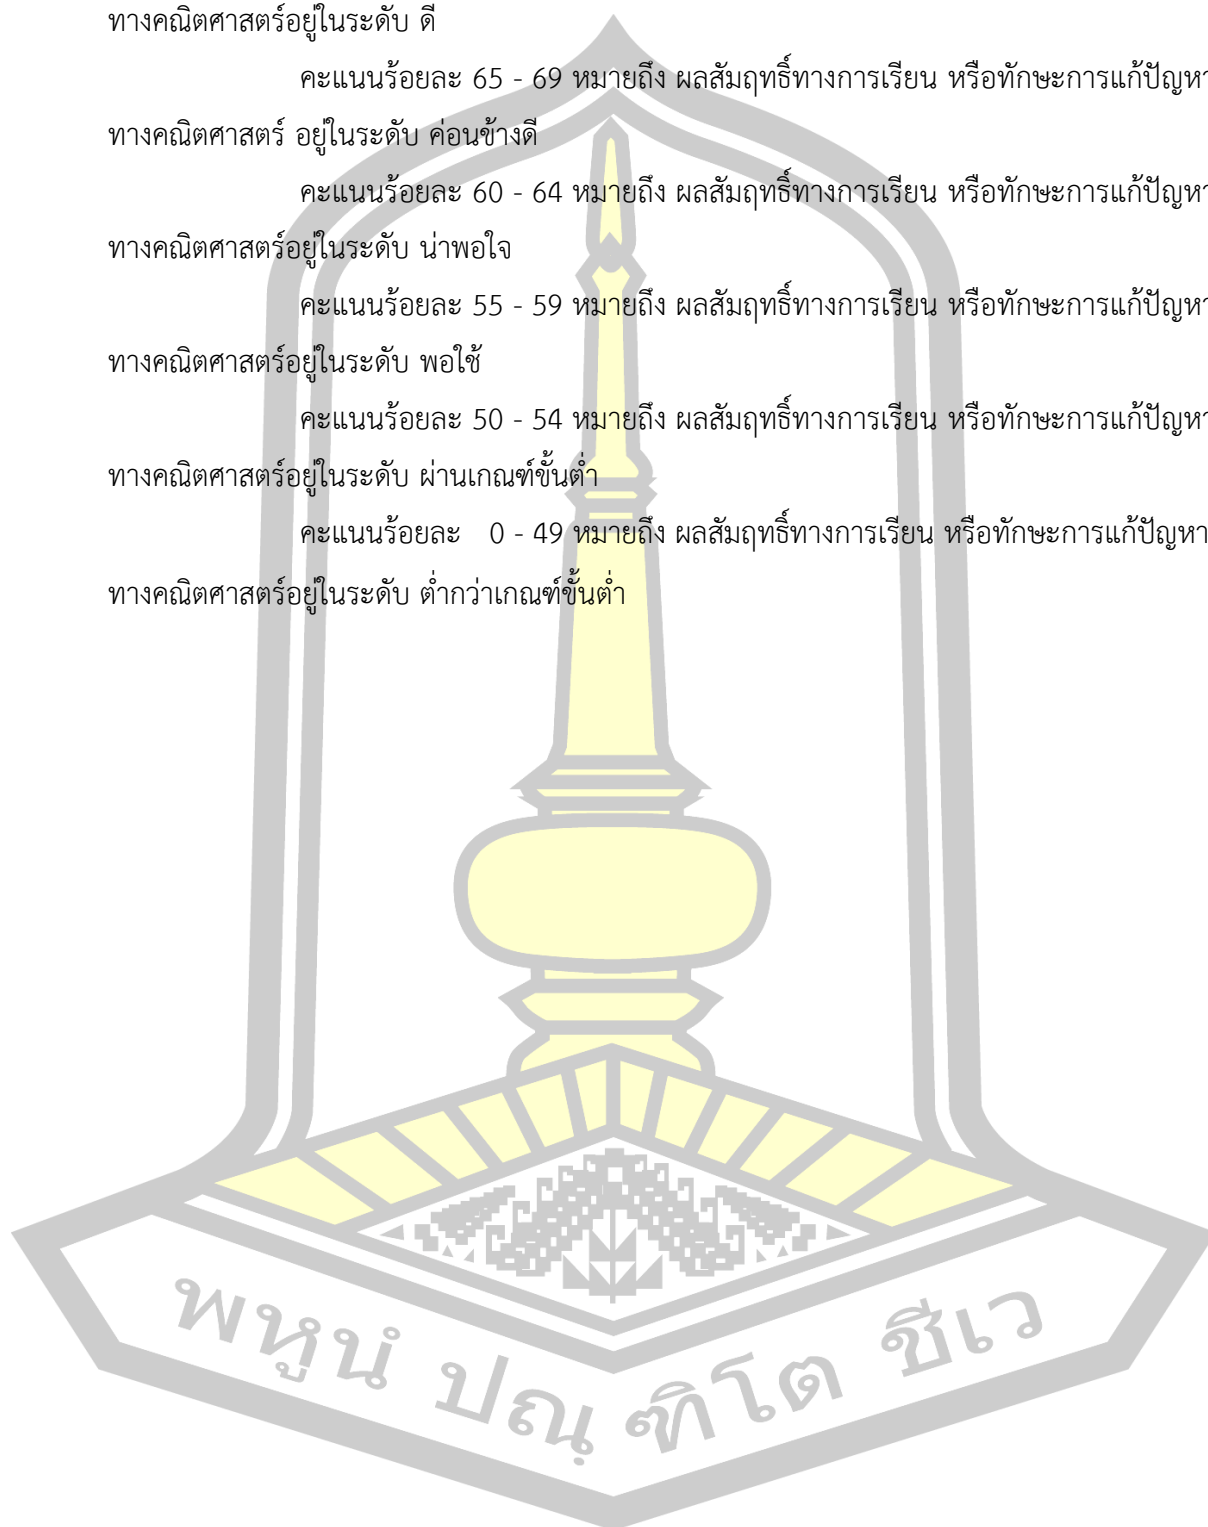 ทางคณิตศาสตร์อยู่ในระดับ ดี
คะแนนร้อยละ 65 - 69 หมายถึง ผลสัมฤทธิ์ทางการเรียน หรือทักษะการแก้ปัญหา
ทางคณิตศาสตร์ อยู่ในระดับ ค่อนข้างดี
คะแนนร้อยละ 60 - 64 หมายถึง ผลสัมฤทธิ์ทางการเรียน หรือทักษะการแก้ปัญหา
ทางคณิตศาสตร์อยู่ในระดับ น่าพอใจ
คะแนนร้อยละ 55 - 59 หมายถึง ผลสัมฤทธิ์ทางการเรียน หรือทักษะการแก้ปัญหา
ทางคณิตศาสตร์อยู่ในระดับ พอใช้
คะแนนร้อยละ 50 - 54 หมายถึง ผลสัมฤทธิ์ทางการเรียน หรือทักษะการแก้ปัญหา
ทางคณิตศาสตร์อยู่ในระดับ ผ่านเกณฑ์ขั้นต่ำ
คะแนนร้อยละ 0 - 49 หมายถึง ผลสัมฤทธิ์ทางการเรียน หรือทักษะการแก้ปัญหา
ทางคณิตศาสตร์อยู่ในระดับ ต่ำกว่าเกณฑ์ขั้นต่ำ
พหูนํ ปณฺ ฑิโต ชีเว